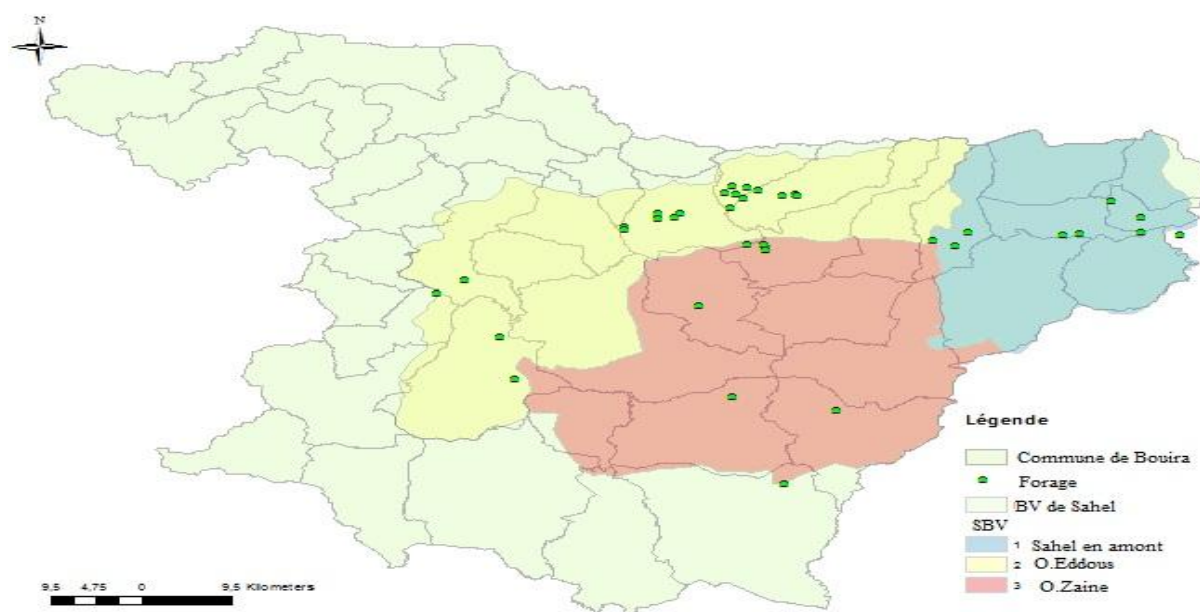 N
Légende
Commune de Bouira
Forage
BV de Sahel
SBV
1 Sahel en amont
2 O.Eddous
3 O.Zaine
9,5 4,75 0 9,5 Kilometers